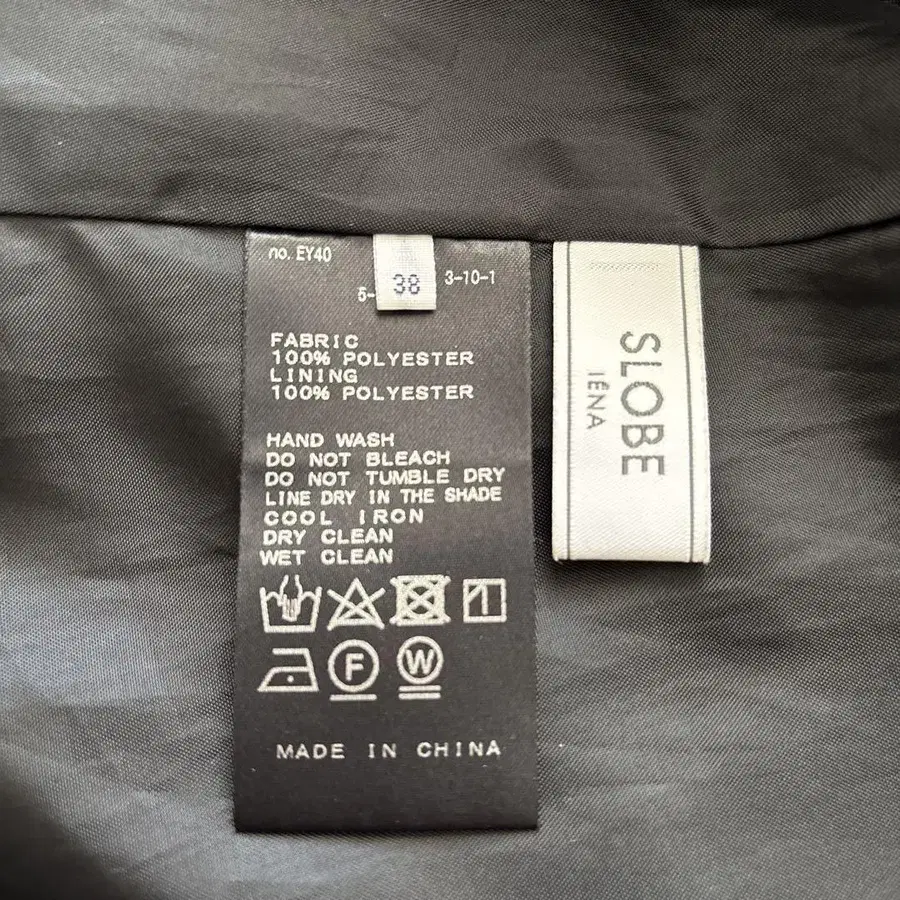 no. EY40
38
5-
3-10-1
FABRIC
100% POLYESTER
LINING
100% POLYESTER
HAND WASH
DO NOT BLEACH
DO NOT TUMBLE DRY
LINE DRY IN THE SHADE
COOL IRON
DRY CLEAN
WET CLEAN
F
W
MADE IN CHINA
SLOBE
IÉNA